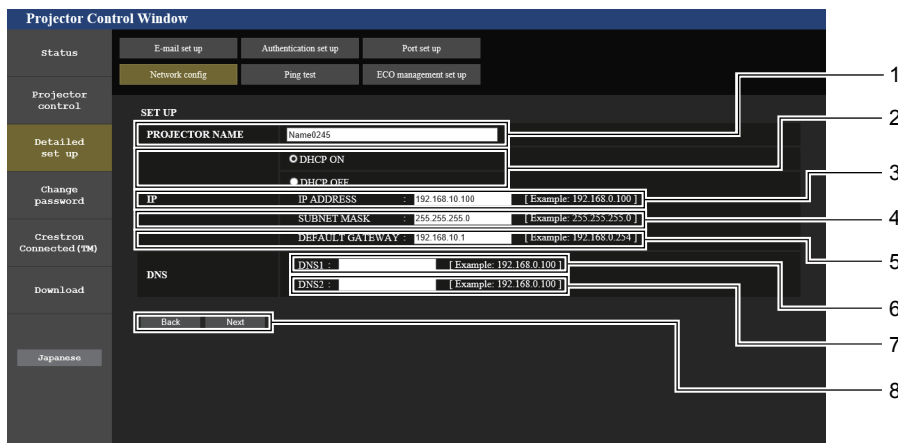 Projector Control Window
Status
Projector
control
Detailed
set up
Change
password
Crestron
Connected(TM)
Download
Japanese
E-mail set up Authentication set up Port set up
Network config Ping test ECO management set up
SET UP
PROJECTOR NAME Name0245
DHCP ON
DHCP OFF
IP IP ADDRESS : 192.168.10.100 [ Example: 192.168.0.100 ]
SUBNET MASK : 255.255.255.0 [ Example: 255.255.255.0 ]
DEFAULT GATEWAY : 192.168.10.1 [ Example: 192.168.0.254 ]
DNS
DNS1 : [ Example: 192.168.0.100 ]
DNS2 : [ Example: 192.168.0.100 ]
Back Next
1
2
3
4
5
6
7
8